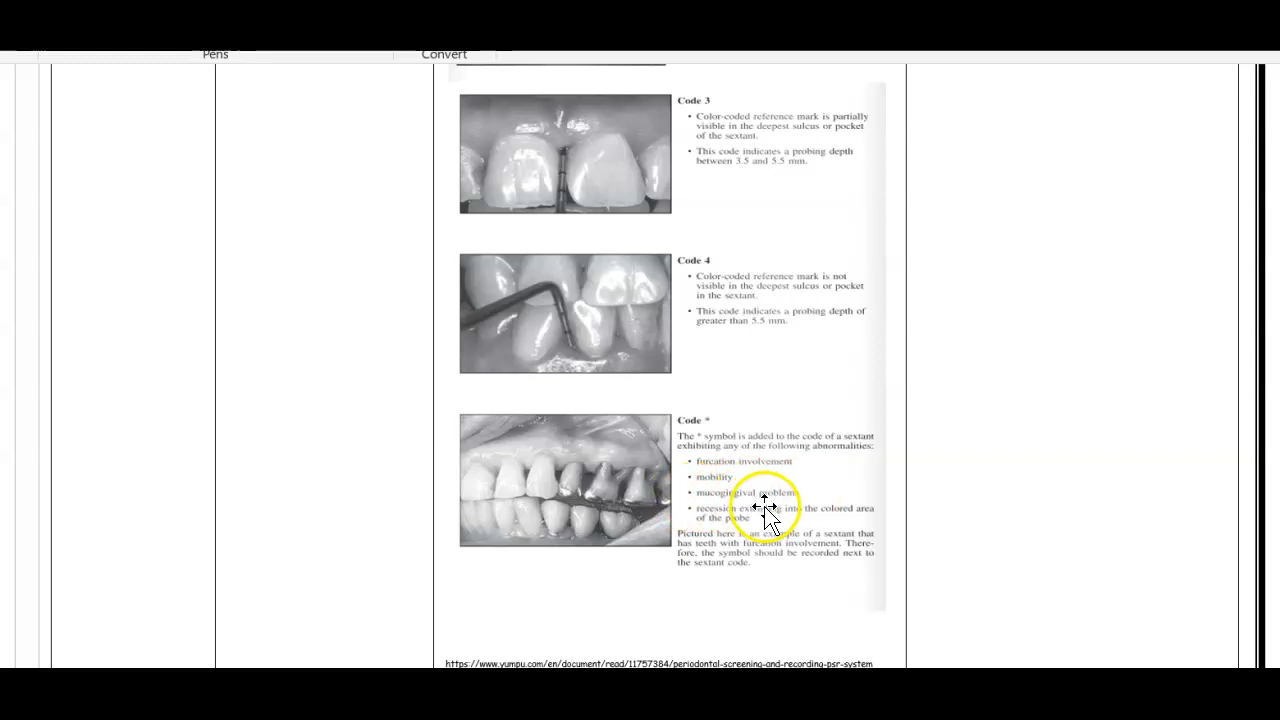 Pens Convert
Code 3
• Color-coded reference mark is partially
visible in the deepest sulcus or pocket
of the sextant.
• This code indicates a probing depth
between 3.5 and 5.5 mm.
Code 4
• Color-coded reference mark is not
visible in the deepest sulcus or pocket
in the sextant.
• This code indicates a probing depth of
greater than 5.5 mm.
Code *
The * symbol is added to the code of a sextant
exhibiting any of the following abnormalities:
• furcation involvement
• mobility
• mucogingival problems
• recession extending into the colored area
of the probe
Pictured here is an example of a sextant that
has teeth with furcation involvement. There-
fore, the symbol should be recorded next to
the sextant code.
https://www.yumpu.com/en/document/read/11757384/periodontal-screening-and-recording-psr-system